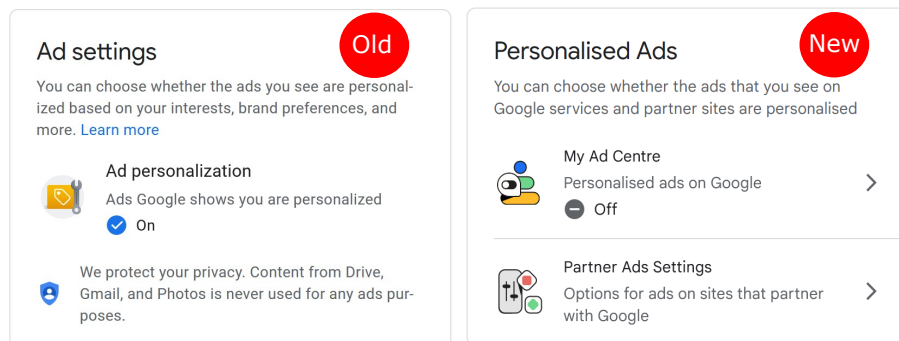 Ad settings
Old
You can choose whether the ads you see are personal-
ized based on your interests, brand preferences, and
more. Learn more
Ad personalization
Ads Google shows you are personalized
On
We protect your privacy. Content from Drive,
Gmail, and Photos is never used for any ads pur-
poses.
Personalised Ads
New
You can choose whether the ads that you see on
Google services and partner sites are personalised
My Ad Centre
Personalised ads on Google
Off
Partner Ads Settings
Options for ads on sites that partner
with Google